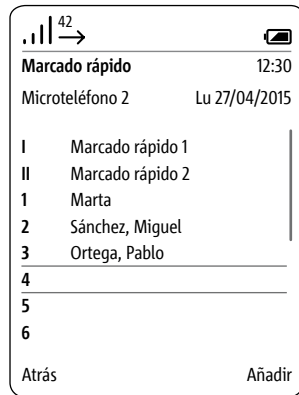 42
Marcado rápido 12:30
Microteléfono 2 Lu 27/04/2015
I Marcado rápido 1
II Marcado rápido 2
1 Marta
2 Sánchez, Miguel
3 Ortega, Pablo
4
5
6
Atrás Añadir